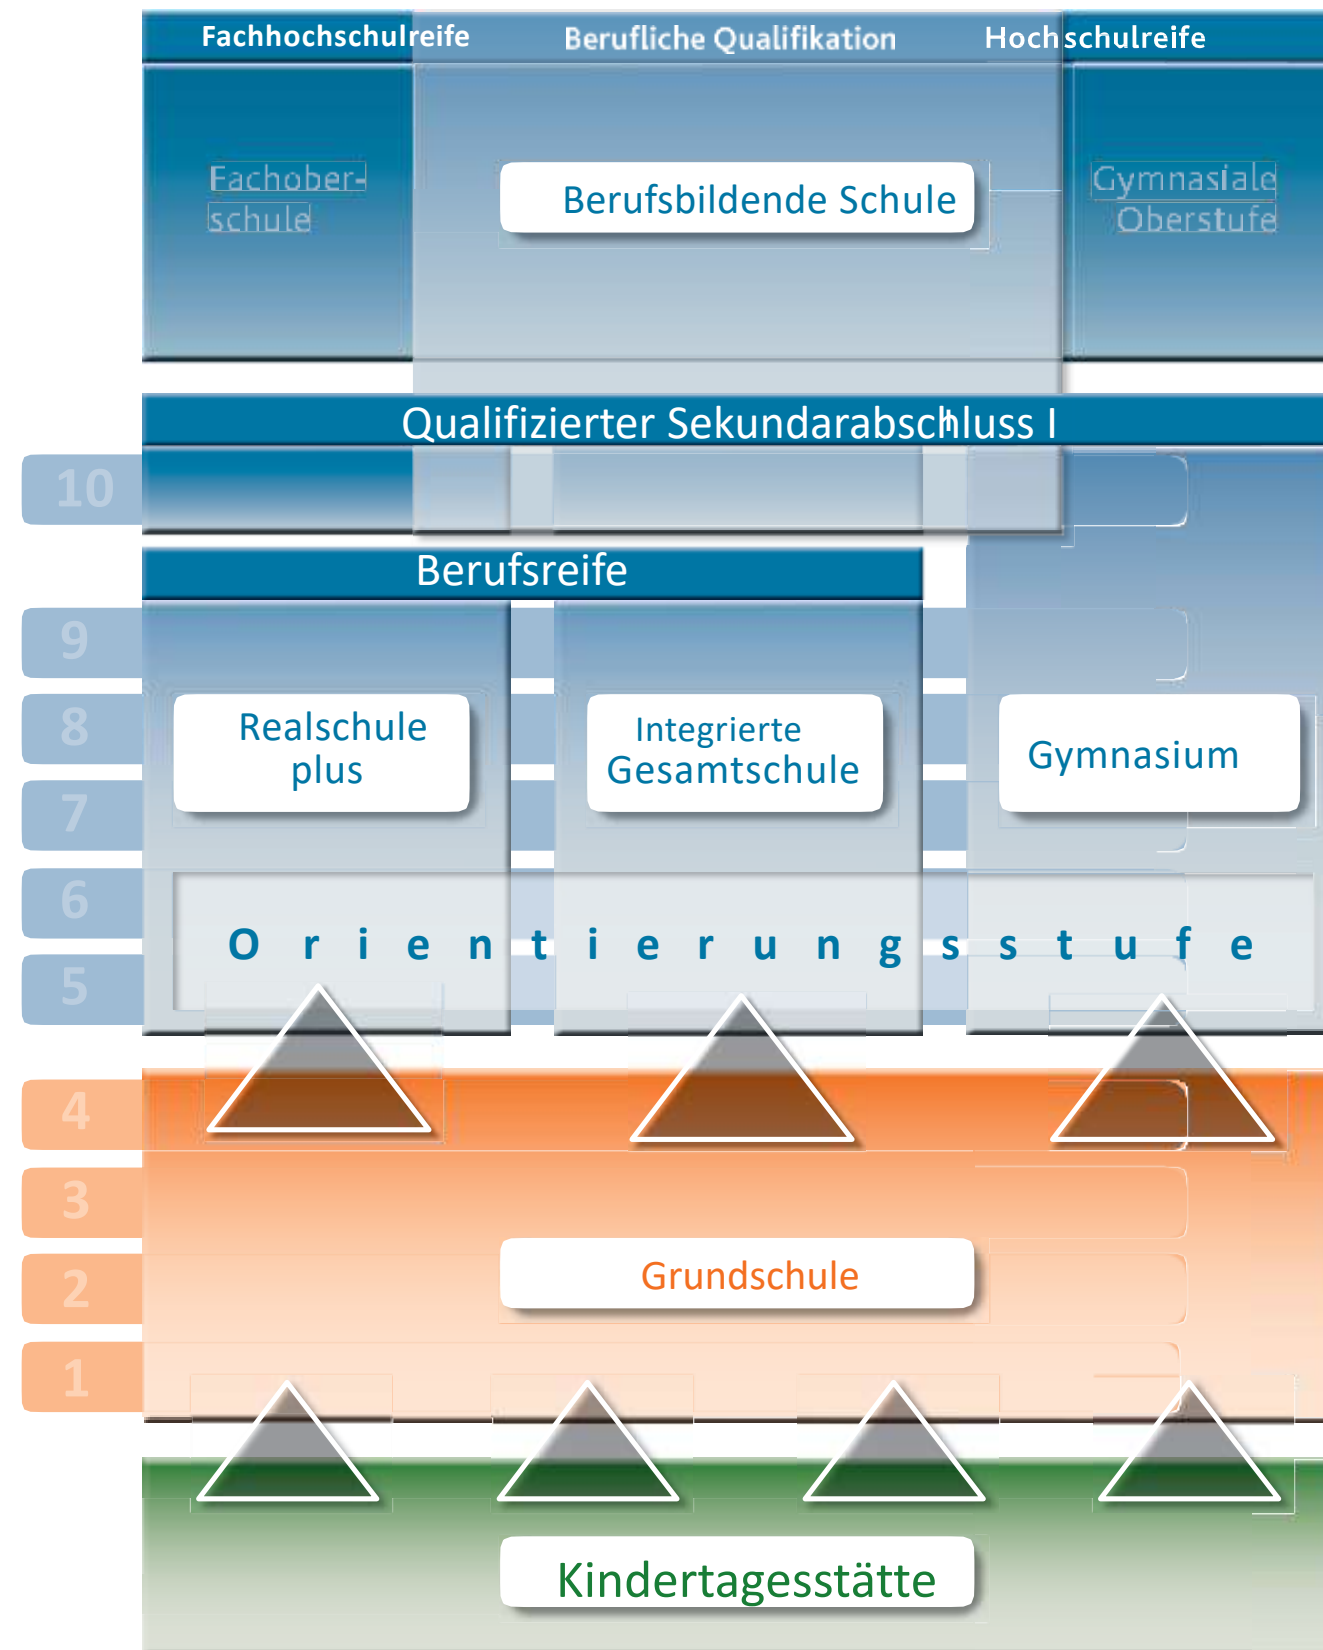 Fachhochschulreife
Berufliche Qualifikation
Hochschulreife
Fachober-
schule
Berufsbildende Schule
Gymnasiale
Oberstufe
Qualifizierter Sekundarabschluss I
10
Berufsreife
9
8
Realschule
plus
Integrierte
Gesamtschule
Gymnasium
7
6
Orientierungsstufe
5
4
3
2
Grundschule
1
Kindertagesstätte